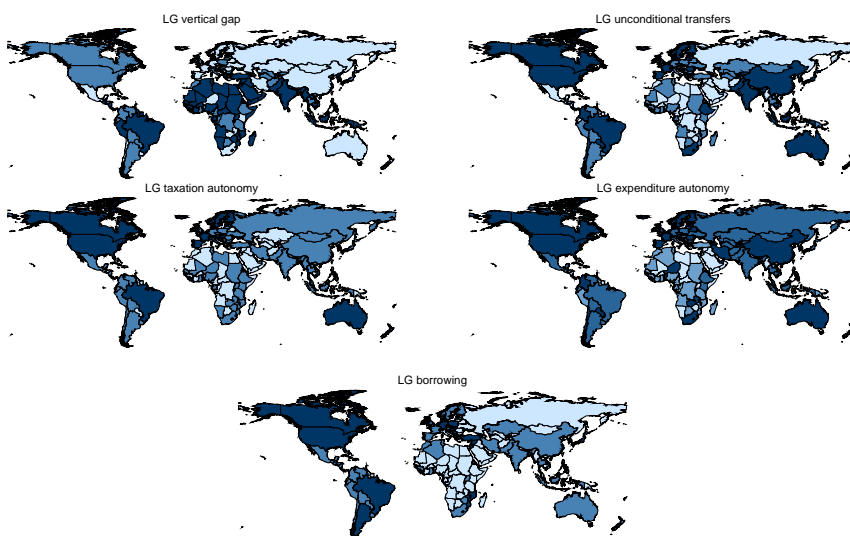 LG vertical gap
LG unconditional transfers
LG taxation autonomy
LG expenditure autonomy
LG borrowing